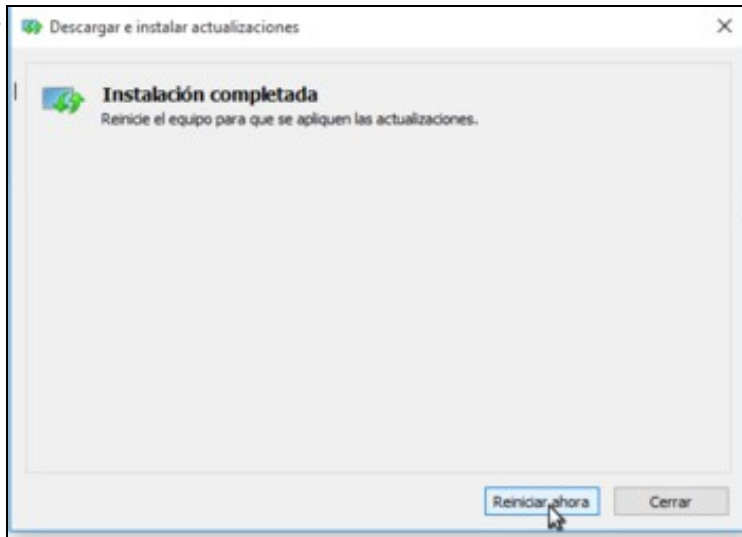 Descargar e instalar actualizaciones
Instalación completada
Reinicie el equipo para que se apliquen las actualizaciones.
Reiniciar ahora
Cerrar